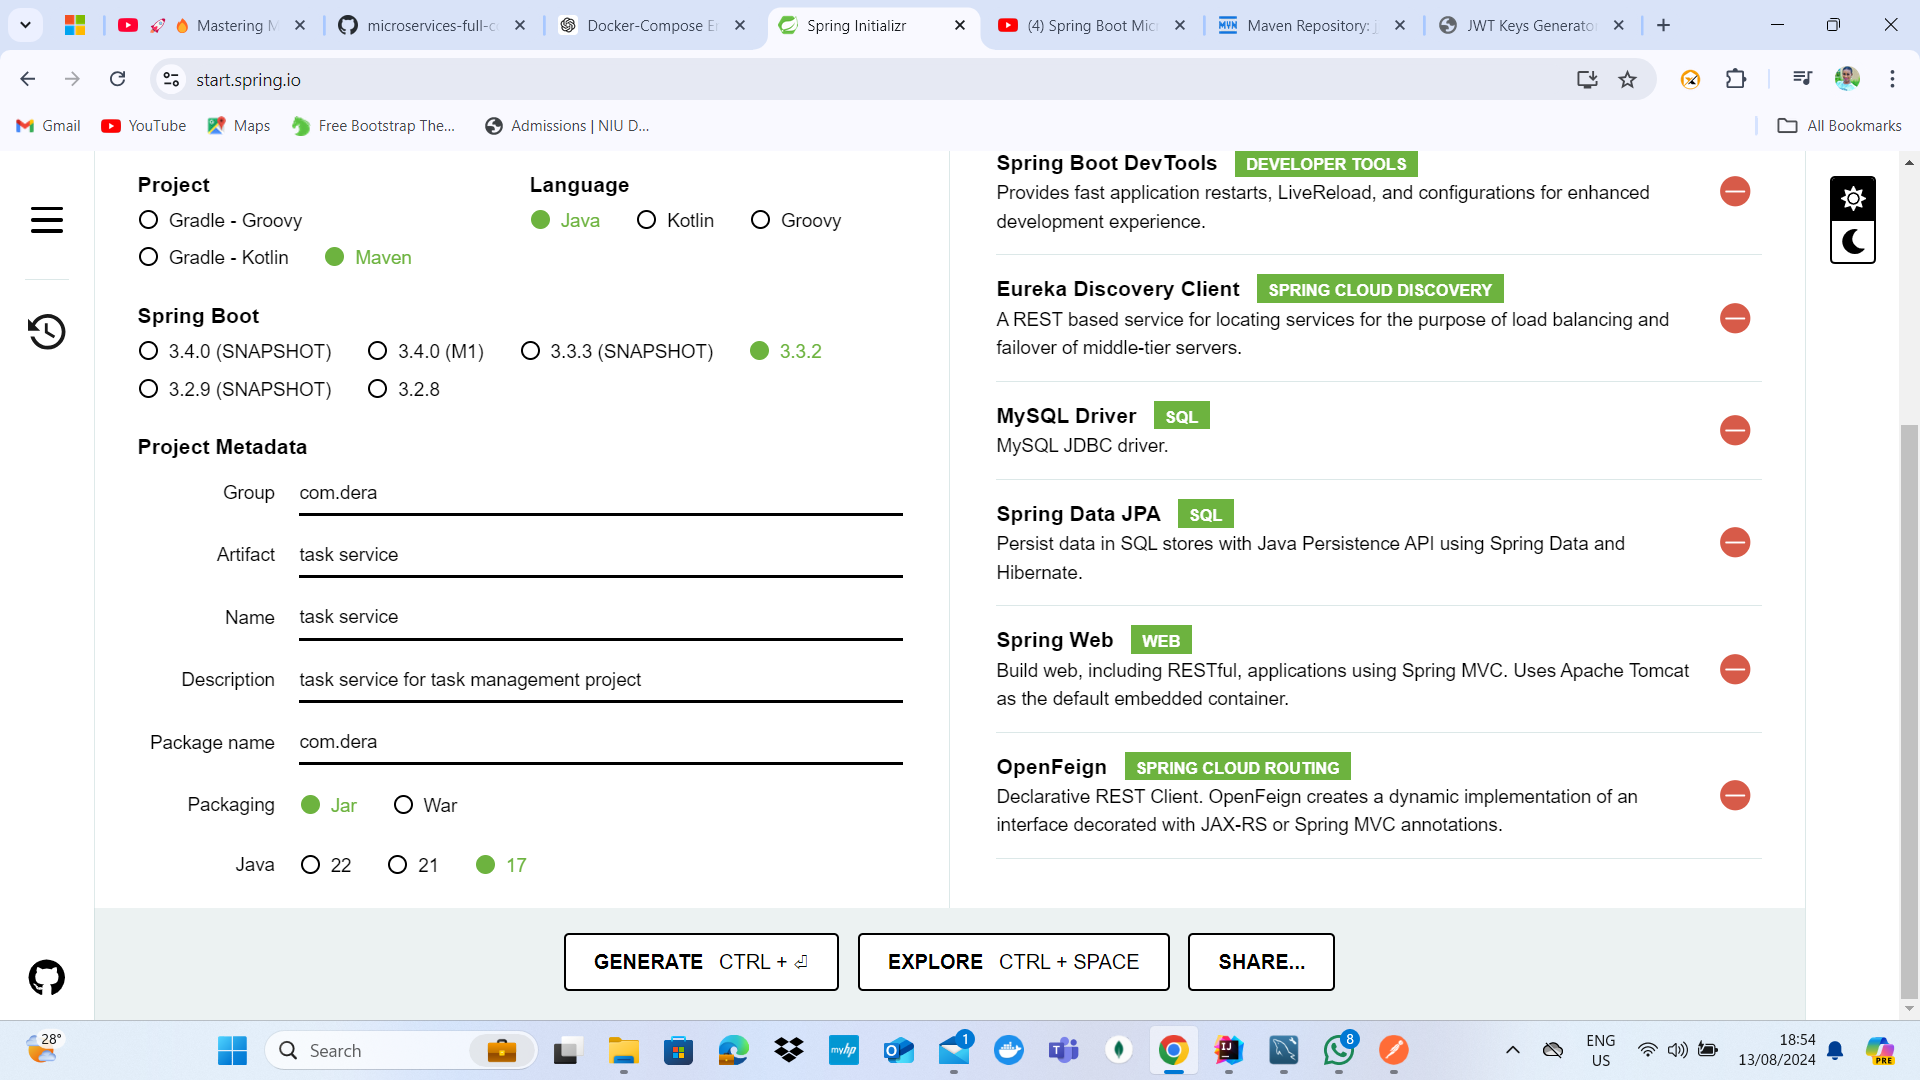 🚀 🔥 Mastering M
microservices-full-co
Docker-Compose Er
Spring Initializr
(4) Spring Boot Mic
Maven Repository: j
JWT Keys Generato
start.spring.io
Gmail
YouTube
Maps
Free Bootstrap The...
Admissions | NIU D...
All Bookmarks
Project
Gradle - Groovy
Gradle - Kotlin
Maven
Language
Java
Kotlin
Groovy
Spring Boot
3.4.0 (SNAPSHOT)
3.4.0 (M1)
3.3.3 (SNAPSHOT)
3.3.2
3.2.9 (SNAPSHOT)
3.2.8
Project Metadata
Group com.dera
Artifact task service
Name task service
Description task service for task management project
Package name com.dera
Packaging Jar War
Java 22 21 17
Spring Boot DevTools DEVELOPER TOOLS
Provides fast application restarts, LiveReload, and configurations for enhanced
development experience.
Eureka Discovery Client SPRING CLOUD DISCOVERY
A REST based service for locating services for the purpose of load balancing and
failover of middle-tier servers.
MySQL Driver SQL
MySQL JDBC driver.
Spring Data JPA SQL
Persist data in SQL stores with Java Persistence API using Spring Data and
Hibernate.
Spring Web WEB
Build web, including RESTful, applications using Spring MVC. Uses Apache Tomcat
as the default embedded container.
OpenFeign SPRING CLOUD ROUTING
Declarative REST Client. OpenFeign creates a dynamic implementation of an
interface decorated with JAX-RS or Spring MVC annotations.
GENERATE CTRL + ⏎
EXPLORE CTRL + SPACE
SHARE...
28°
Search
myhp
1
8
ENG
US
18:54
13/08/2024
PRE